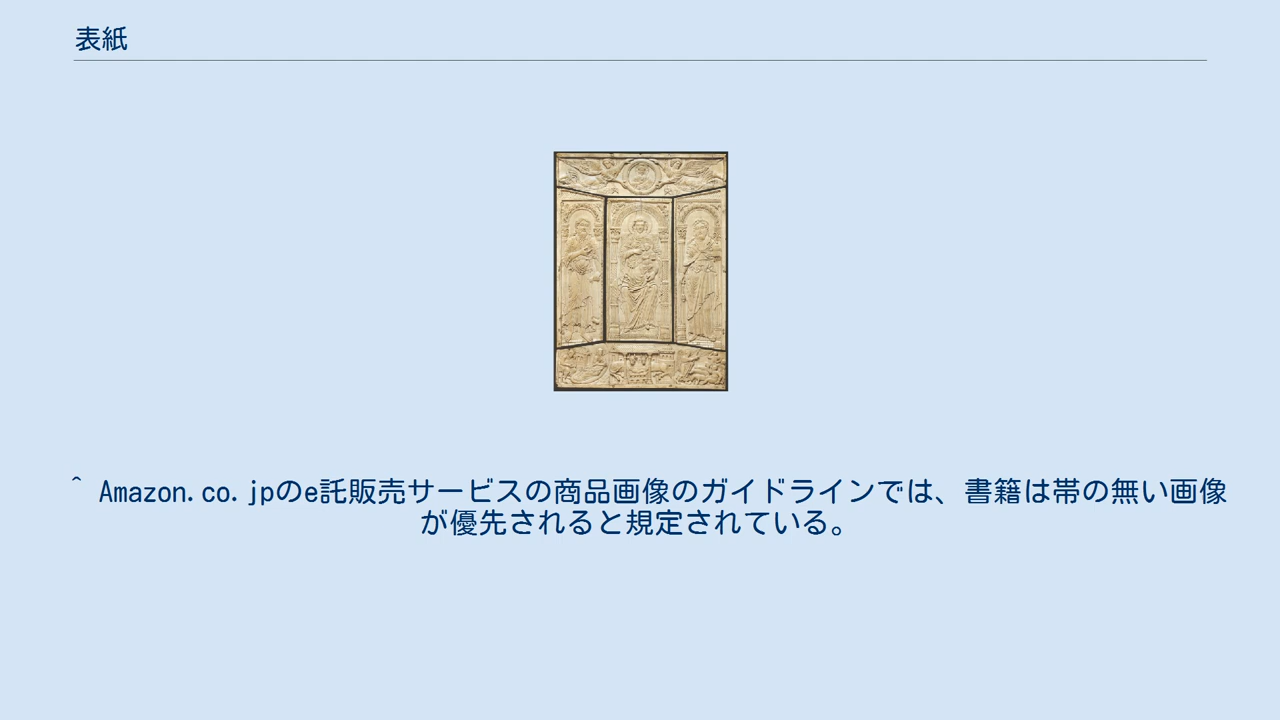 表紙
^ Amazon.co.jpのe託販売サービスの商品画像のガイドラインでは、書籍は帯の無い画像
が優先されると規定されている。